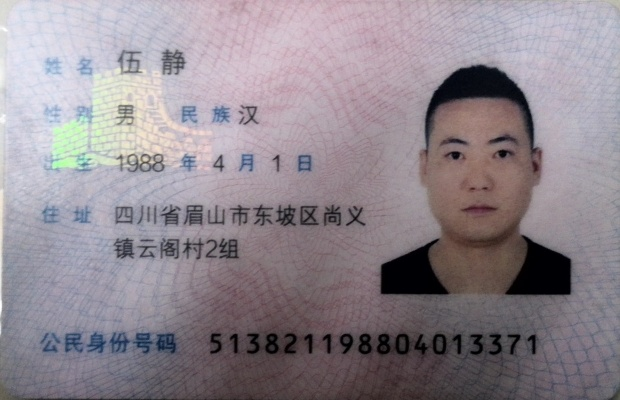 姓名 伍静
性别 男 民族 汉
出生 1988 年 4 月 1 日
住址 四川省眉山市东坡区尚义
镇云阁村2组
公民身份号码 513821198804013371